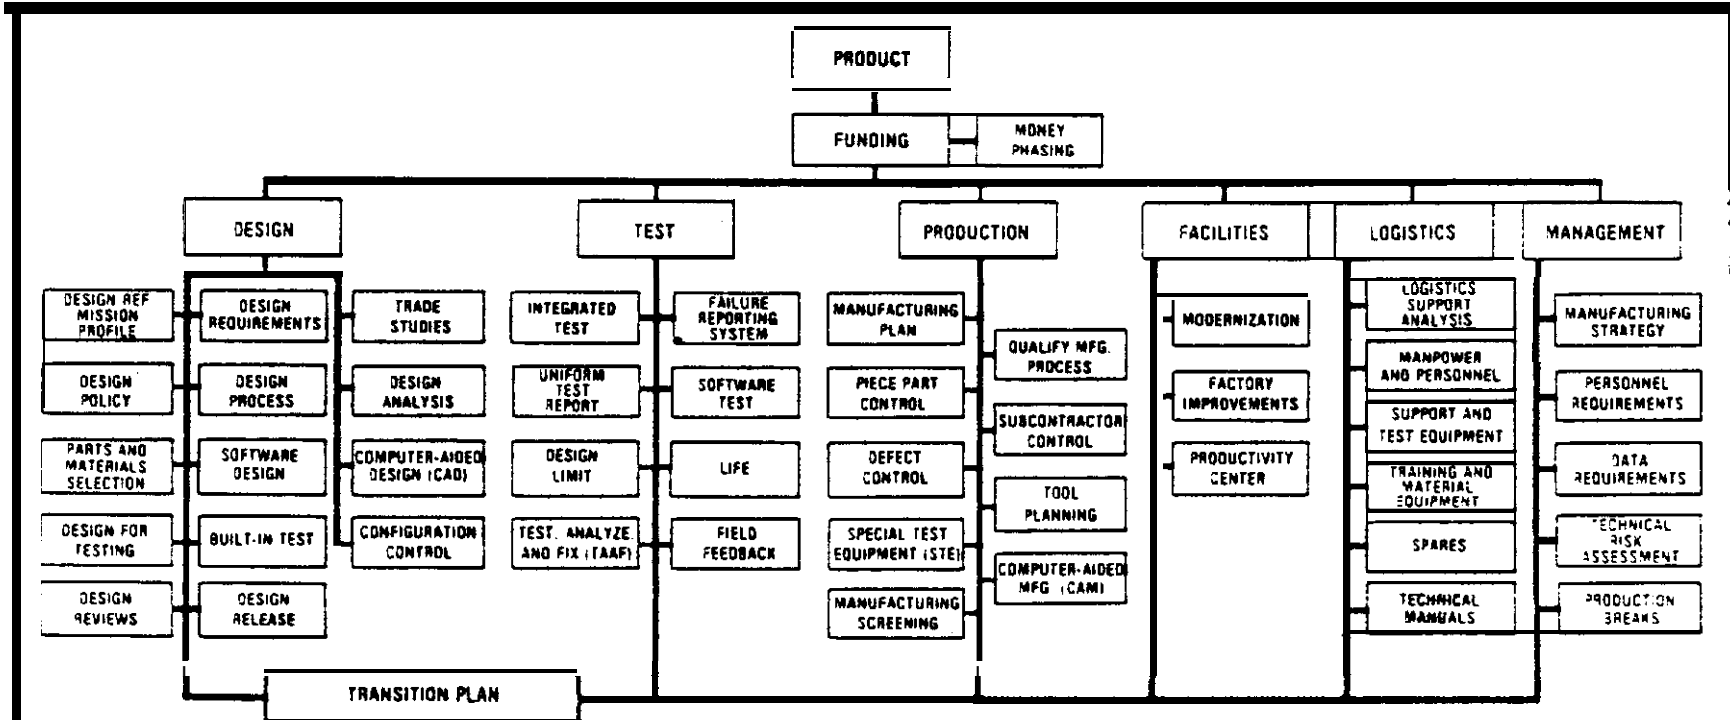 PRODUCT
FUNDING
MONEY
PHASING
DESIGN
TEST
PRODUCTION
FACILITIES
LOGISTICS
MANAGEMENT
DESIGN REF
MISSION
PROFILE
DESIGN
REQUIREMENTS
TRADE
STUDIES
DESIGN
POLICY
DESIGN
PROCESS
DESIGN
ANALYSIS
PARTS AND
MATERIALS
SELECTION
SOFTWARE
DESIGN
COMPUTER-AIDED
DESIGN (CAD)
DESIGN FOR
TESTING
BUILT-IN TEST
CONFIGURATION
CONTROL
DESIGN
REVIEWS
DESIGN
RELEASE
INTEGRATED
TEST
FAILURE
REPORTING
SYSTEM
UNIFORM
TEST
REPORT
SOFTWARE
TEST
DESIGN
LIMIT
LIFE
TEST. ANALYZE
AND FIX (TAAF)
FIELD
FEEDBACK
MANUFACTURING
PLAN
QUALIFY MFG.
PROCESS
PIECE PART
CONTROL
SUBCONTRACTOR
CONTROL
DEFECT
CONTROL
TOOL
PLANNING
SPECIAL TEST
EQUIPMENT (STE)
COMPUTER-AIDED
MFG (CAM)
MANUFACTURING
SCREENING
MODERNIZATION
FACTORY
IMPROVEMENTS
PRODUCTIVITY
CENTER
LOGISTICS
SUPPORT
ANALYSIS
MANPOWER
AND PERSONNEL
SUPPORT AND
TEST EQUIPMENT
TRAINING AND
MATERIAL
EQUIPMENT
SPARES
TECHNICAL
MANUALS
MANUFACTURING
STRATEGY
PERSONNEL
REQUIREMENTS
DATA
REQUIREMENTS
TECHNICAL
RISK
ASSESSMENT
PRODUCTION
BREAKS
TRANSITION PLAN